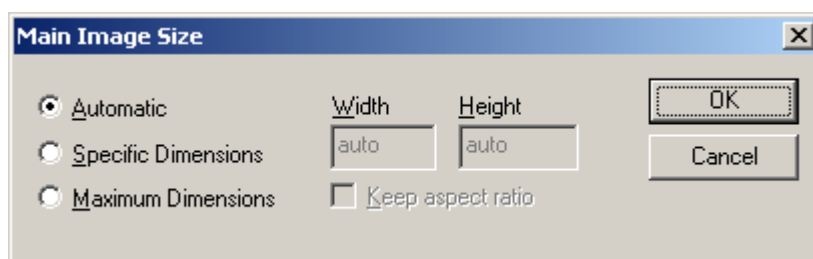 Main Image Size
Automatic
Width
Height
OK
Specific Dimensions
auto
auto
Cancel
Maximum Dimensions
Keep aspect ratio